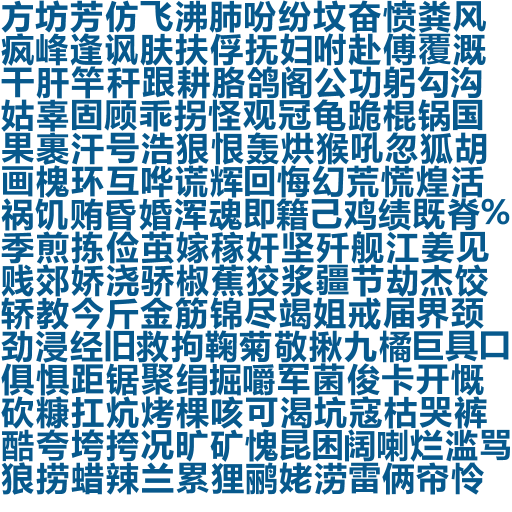 方坊芳仿飞沸肺吩纷坟奋愤粪风
疯峰逢讽肤扶俘抚妇咐赴傅覆溉
干肝竿秆跟耕胳鸽阁公功躬勾沟
姑辜固顾乖拐怪观冠龟跪棍锅国
果裹汗号浩狠恨轰烘猴吼忽狐胡
画槐环互哗谎辉回悔幻荒慌煌活
祸饥贿昏婚浑魂即籍己鸡绩既脊%
季煎拣俭茧嫁稼奸坚歼舰江姜见
贱郊娇浇骄椒蕉狡浆疆节劫杰饺
轿教今斤金筋锦尽竭姐戒届界颈
劲浸经旧救拘鞠菊敬揪九橘巨具口
俱惧距锯聚绢掘嚼军菌俊卡开慨
砍糠扛炕烤棵咳可渴坑寇枯哭裤
酷夸垮挎况旷矿愧昆困阔喇烂滥骂
狼捞蜡辣兰累狸鹂姥涝雷俩帘怜